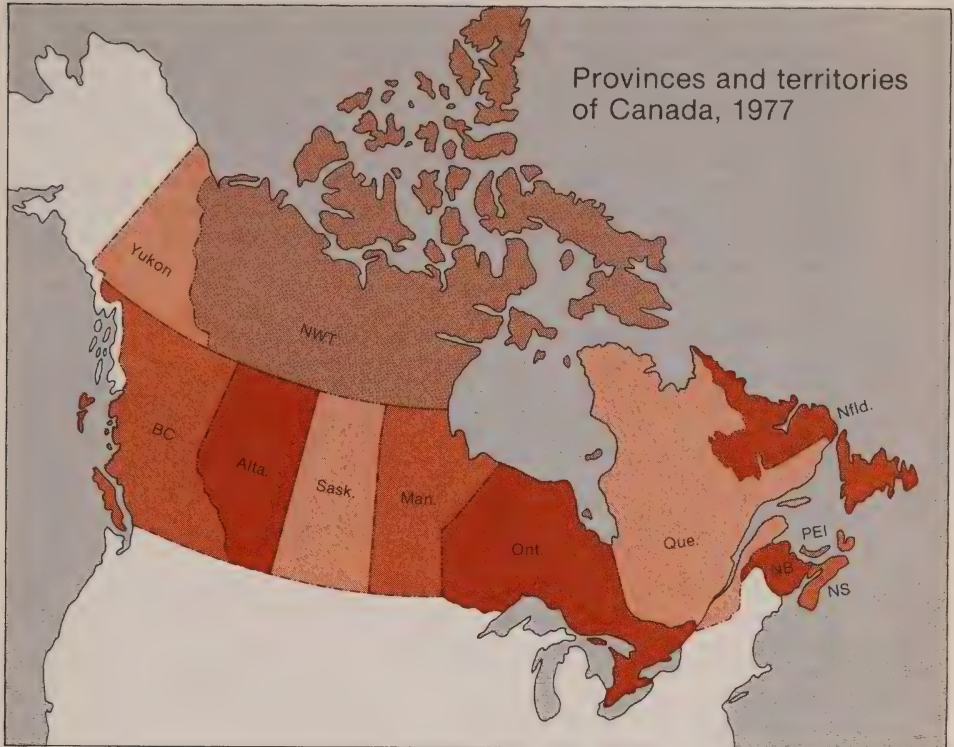 Provinces and territories
of Canada, 1977
Yukon
NWT
BC
Alta.
Sask.
Man.
Ont.
Que.
Nfld.
PEI
NB
NS